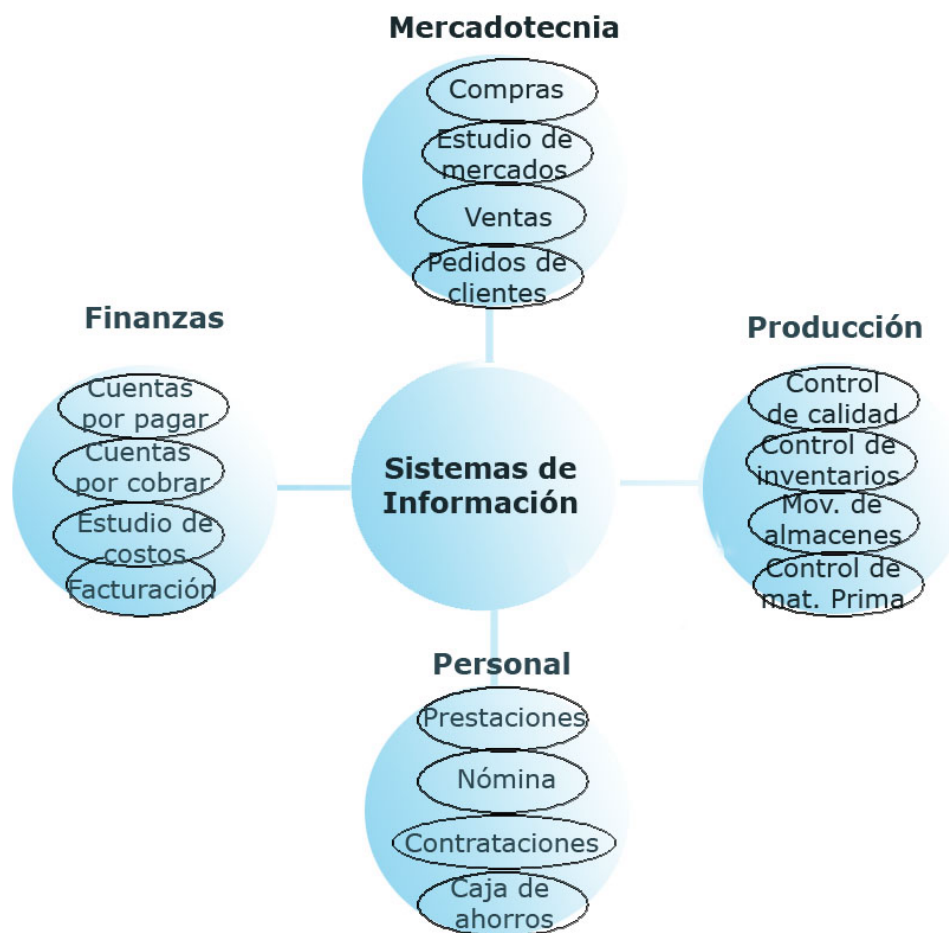 Mercadotecnia
Compras
Estudio de
mercados
Ventas
Pedidos de
clientes
Finanzas
Cuentas
por pagar
Cuentas
por cobrar
Estudio de
costos
Facturación
Sistemas de
Información
Producción
Control
de calidad
Control de
inventarios
Mov. de
almacenes
Control de
mat. Prima
Personal
Prestaciones
Nómina
Contrataciones
Caja de
ahorros